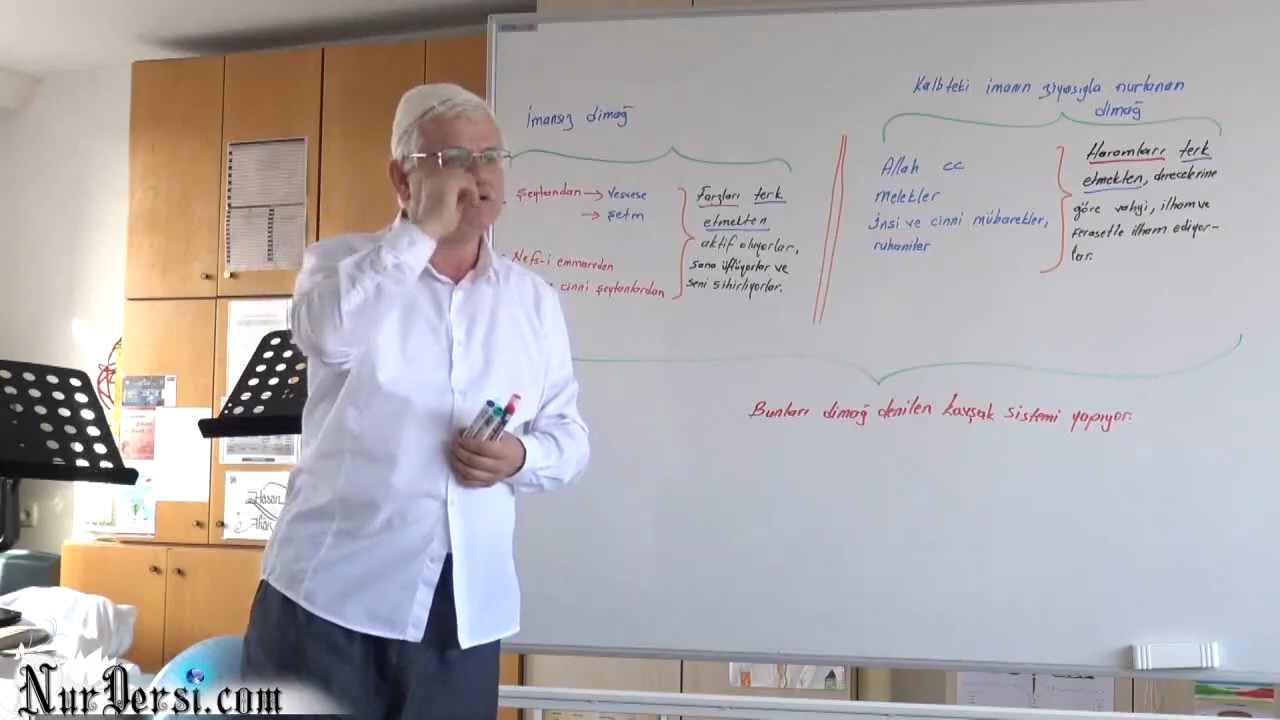 İmansız dimağ
Şeytandan → Vesvese
→ şetm
Nefs-i emmareden
cinni şeytanlardan
Farzları terk
etmekten
aktif oluyorlar,
sana üflüyorlar ve
seni sihirliyorlar.
Kalbteki imanın ziyasıyla nurlanan
dimağ
Allah cc
melekler
İnsi ve cinni mübarekler,
ruhaniler
Haramları terk
etmekten, derecelerine
göre vahyi, ilham ve
ferasetle ilham ediyor-
lar.
Bunları dimağ denilen kavşak sistemi yapıyor.
Hasan
NurDersi.com